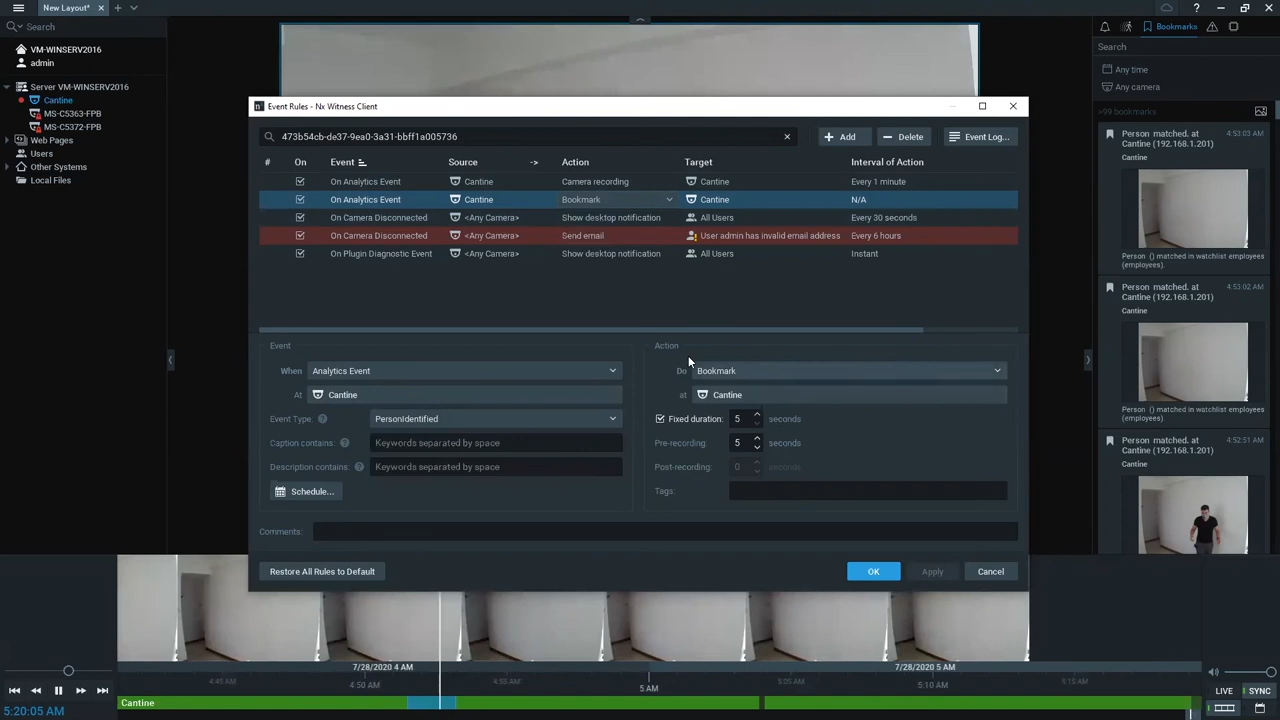 New Layout*
Search
VM-WINSERV2016
admin
Server VM-WINSERV2016
Cantine
MS-C5363-FPB
MS-C5372-FPB
Web Pages
Users
Other Systems
Local Files
Event Rules - Nx Witness Client
473b54cb-de37-9ea0-3a31-bbff1a005736
Add
Delete
Event Log...
# On Event Source -> Action Target Interval of Action
On Analytics Event Cantine Camera recording Cantine Every 1 minute
On Analytics Event Cantine Bookmark Cantine N/A
On Camera Disconnected <Any Camera> Show desktop notification All Users Every 30 seconds
On Camera Disconnected <Any Camera> Send email User admin has invalid email address Every 6 hours
On Plugin Diagnostic Event <Any Camera> Show desktop notification All Users Instant
Event
When Analytics Event
At Cantine
Event Type: ? PersonIdentified
Caption contains: ? Keywords separated by space
Description contains: ? Keywords separated by space
Schedule...
Action
Do Bookmark
at Cantine
Fixed duration: 5 seconds
Pre-recording: 5 seconds
Post-recording: 0 seconds
Tags:
Comments:
Restore All Rules to Default
OK
Apply
Cancel
Bookmarks
Search
Any time
Any camera
>99 bookmarks
Person matched. at 4:53:03 AM
Cantine (192.168.1.201)
Cantine
Person () matched in watchlist employees
(employees).
Person matched. at 4:53:02 AM
Cantine (192.168.1.201)
Cantine
Person () matched in watchlist employees
(employees).
Person matched. at 4:52:51 AM
Cantine (192.168.1.201)
Cantine
7/28/2020 4 AM
7/28/2020 5 AM
4:45 AM
4:50 AM
4:55 AM
5 AM
5:05 AM
5:10 AM
5:15 AM
5:20:05 AM
Cantine
LIVE
SYNC